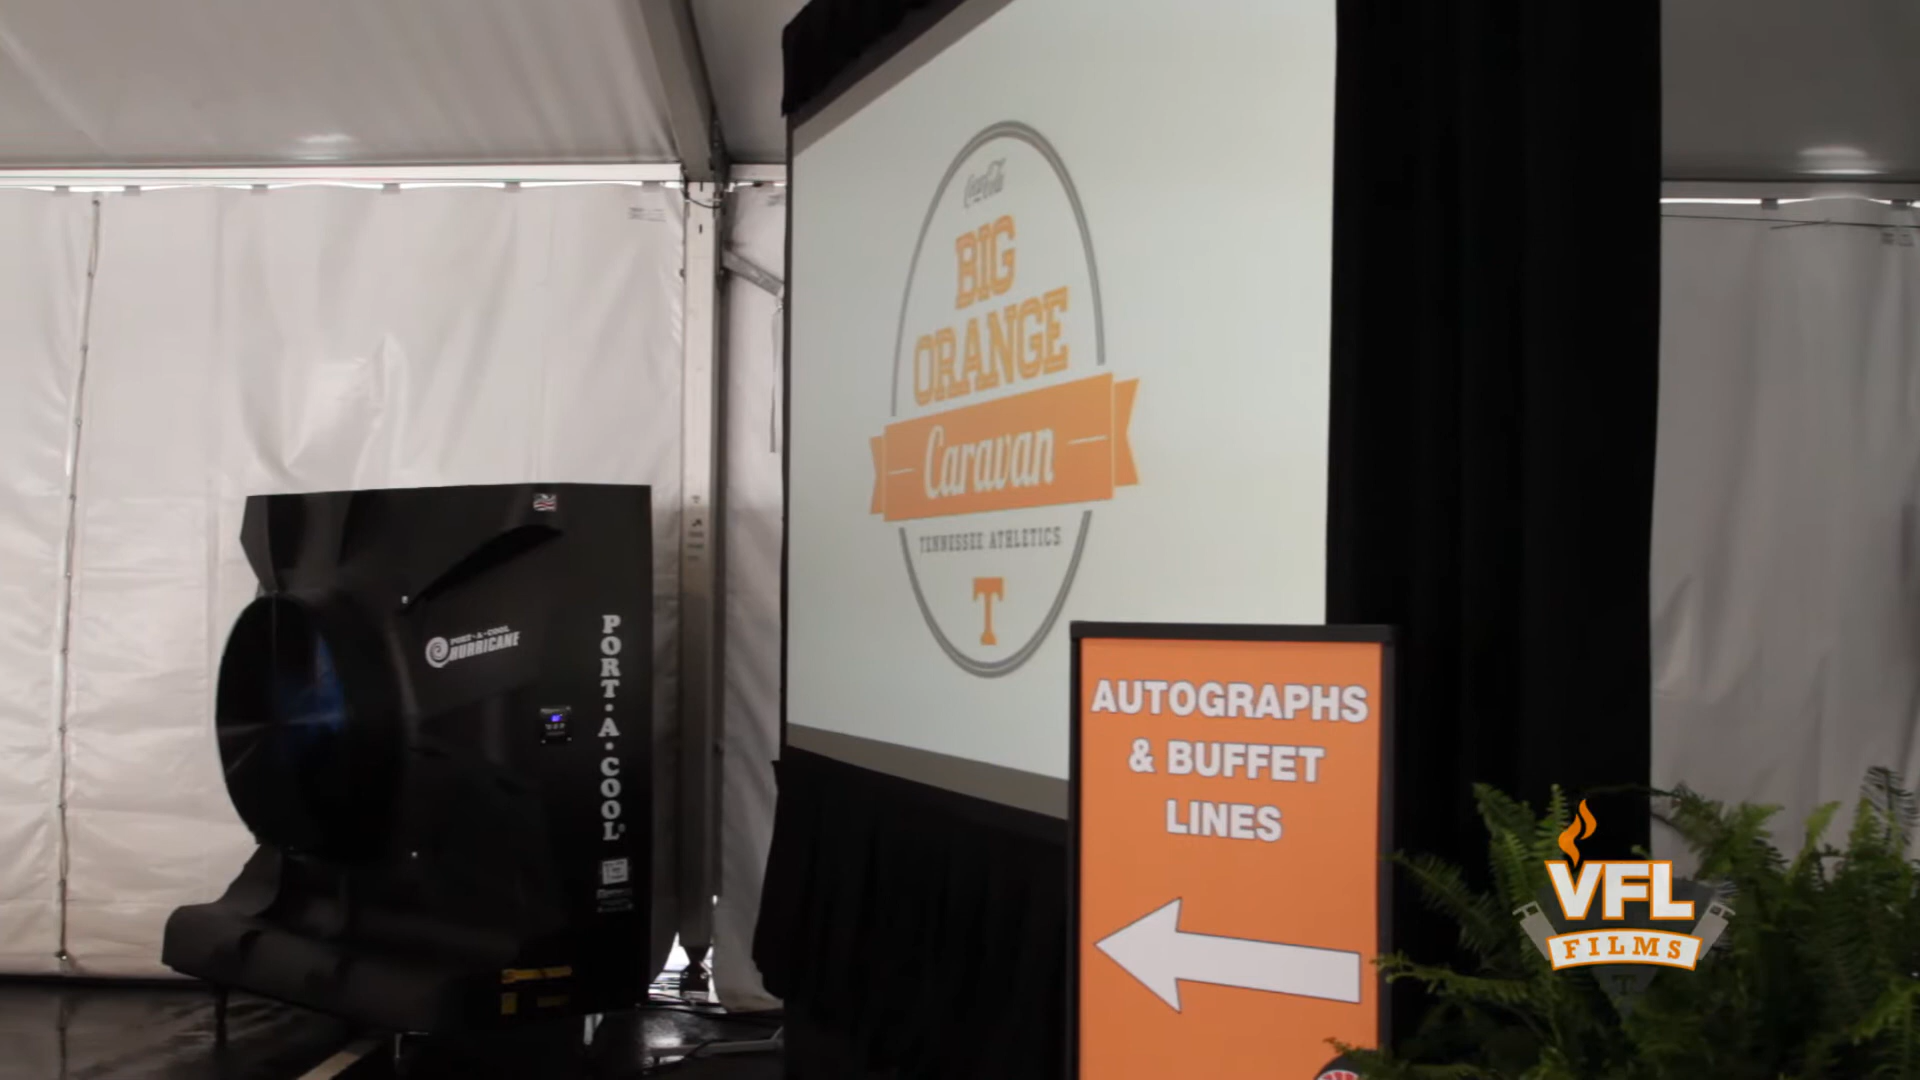 Coca-Cola
BIG
ORANGE
Caravan
TENNESSEE ATHLETICS
T
PORT-A-COOL
HURRICANE
PORT•A•COOL®
AUTOGRAPHS
& BUFFET
LINES
VFL
FILMS